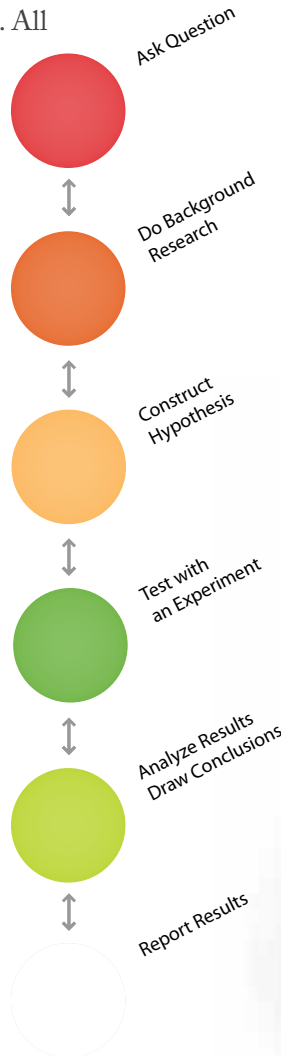 . All
Ask Question
Do Background
Research
Construct
Hypothesis
Test with
an Experiment
Analyze Results
Draw Conclusions
Report Results